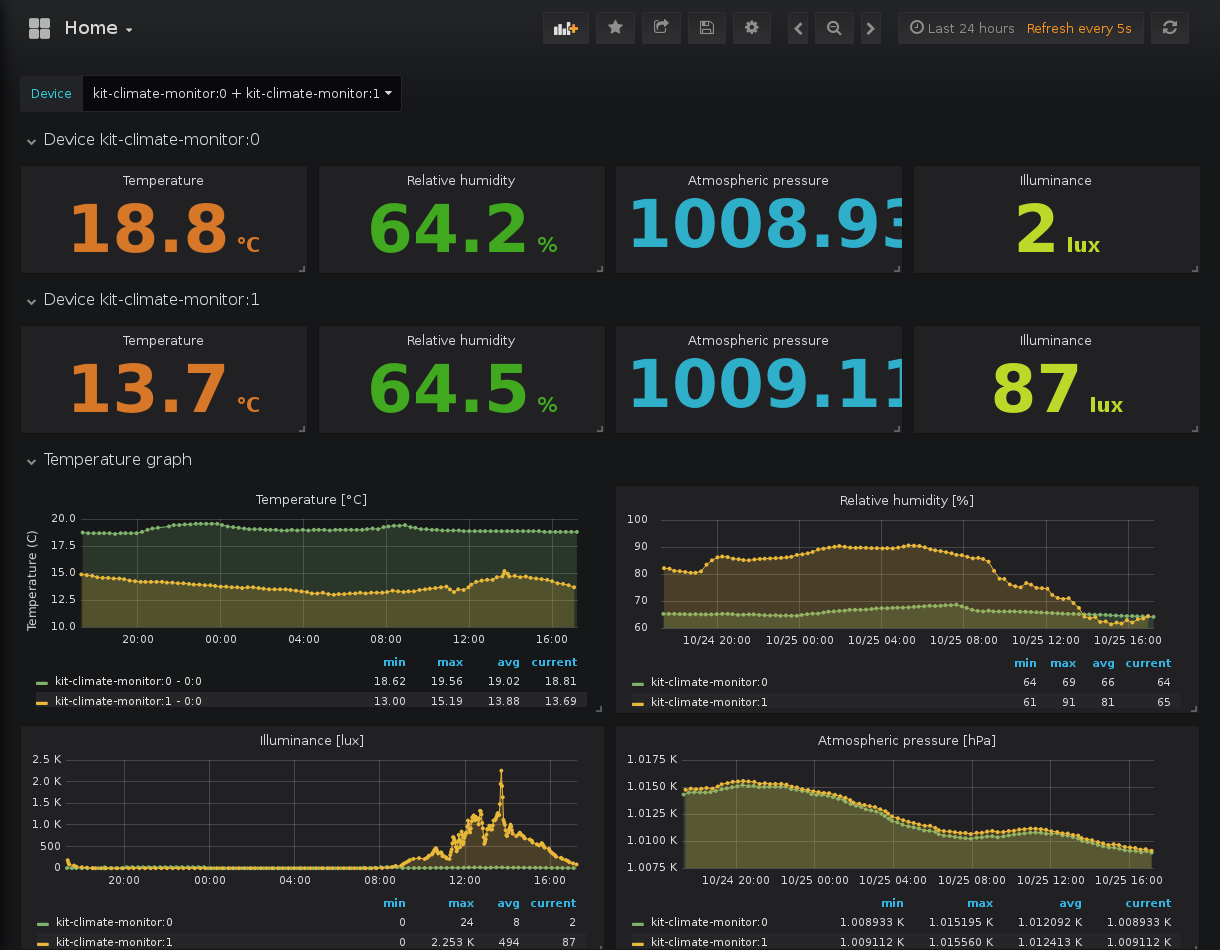 Home
Last 24 hours Refresh every 5s
Device kit-climate-monitor:0 + kit-climate-monitor:1
Device kit-climate-monitor:0
Temperature Relative humidity Atmospheric pressure Illuminance
18.8 °C 64.2 % 1008.93 2 lux
Device kit-climate-monitor:1
Temperature Relative humidity Atmospheric pressure Illuminance
13.7 °C 64.5 % 1009.11 87 lux
Temperature graph
Temperature [°C]
Temperature (C)
20.0
17.5
15.0
12.5
10.0
20:00 00:00 04:00 08:00 12:00 16:00
min max avg current
kit-climate-monitor:0 - 0:0 18.62 19.56 19.02 18.81
kit-climate-monitor:1 - 0:0 13.00 15.19 13.88 13.69
Relative humidity [%]
100
90
80
70
60
10/24 20:00 10/25 00:00 10/25 04:00 10/25 08:00 10/25 12:00 10/25 16:00
min max avg current
kit-climate-monitor:0 64 69 66 64
kit-climate-monitor:1 61 91 81 65
Illuminance [lux]
2.5 K
2.0 K
1.5 K
1.0 K
500
0
20:00 00:00 04:00 08:00 12:00 16:00
min max avg current
kit-climate-monitor:0 0 24 8 2
kit-climate-monitor:1 0 2.253 K 494 87
Atmospheric pressure [hPa]
1.0175 K
1.0150 K
1.0125 K
1.0100 K
1.0075 K
10/24 20:00 10/25 00:00 10/25 04:00 10/25 08:00 10/25 12:00 10/25 16:00
min max avg current
kit-climate-monitor:0 1.008933 K 1.015195 K 1.012092 K 1.008933 K
kit-climate-monitor:1 1.009112 K 1.015560 K 1.012413 K 1.009112 K